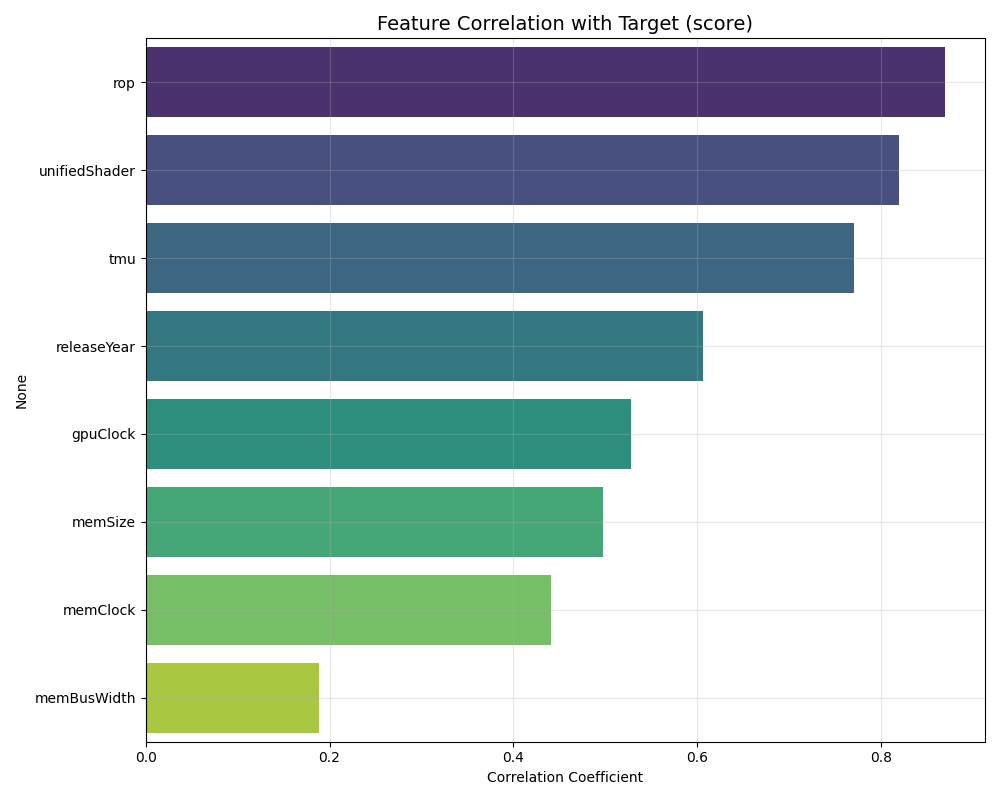 Feature Correlation with Target (score)
rop
unifiedShader
tmu
releaseYear
None
gpuClock
memSize
memClock
memBusWidth
0.0 0.2 0.4 0.6 0.8
Correlation Coefficient